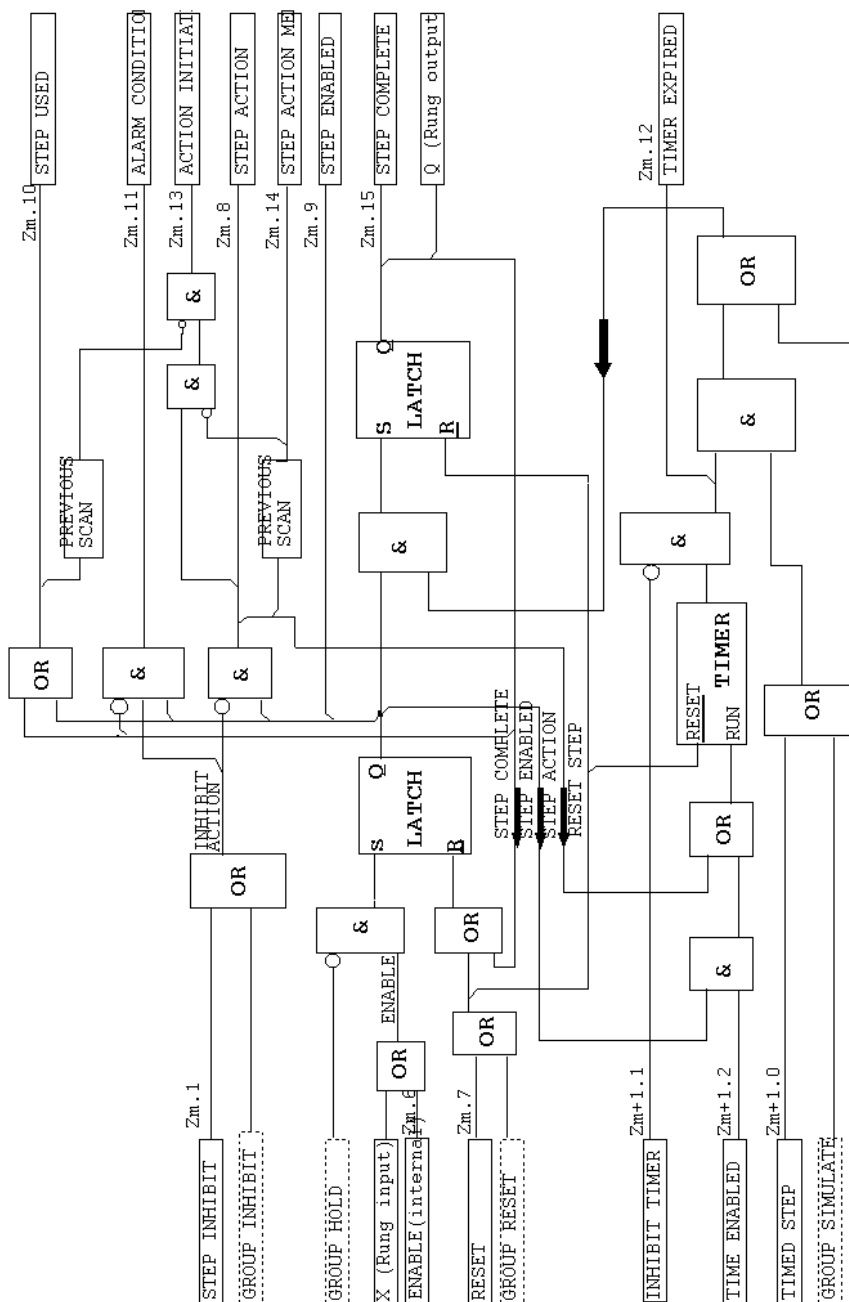 Zm.10
STEP USED
Zm.11
ALARM CONDITIO
Zm.13
ACTION INITIAT
Zm.8
STEP ACTION
Zm.14
STEP ACTION ME
Zm.9
STEP ENABLED
Zm.15
STEP COMPLETE
Q (Rung output
Zm.12
TIMER EXPIRED
&
&
OR
PREVIOUS
SCAN
PREVIOUS
SCAN
S
Q
R
LATCH
&
&
&
OR
&
&
RESET
RUN
TIMER
OR
INHIBIT
ACTION
S
Q
R
LATCH
STEP COMPLETE
STEP ENABLED
STEP ACTION
RESET STEP
OR
OR
&
ENABLE
OR
&
OR
OR
Zm.1
STEP INHIBIT
GROUP INHIBIT
GROUP HOLD
X (Rung input)
Zm.6
ENABLE(internal)
Zm.7
RESET
GROUP RESET
Zm+1.1
INHIBIT TIMER
Zm+1.2
TIME ENABLED
Zm+1.0
TIMED STEP
GROUP SIMULATE